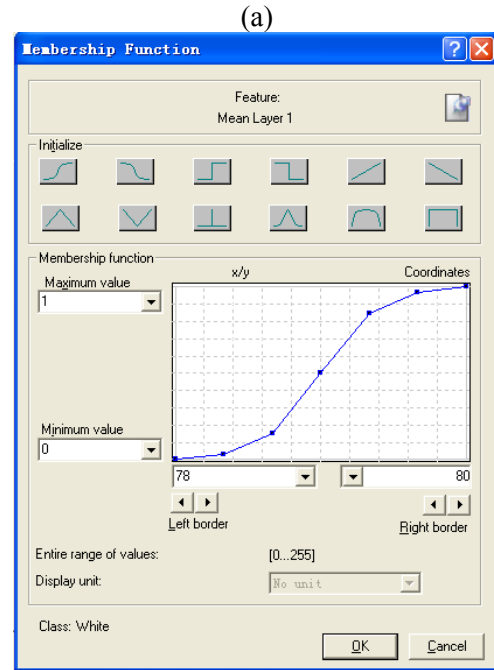 (a)
Membership Function
Feature:
Mean Layer 1
Initialize
Membership function
x/y
Coordinates
Maximum value
1
Minimum value
0
78
80
Left border
Right border
Entire range of values:
[0...255]
Display unit:
No unit
Class: White
OK
Cancel